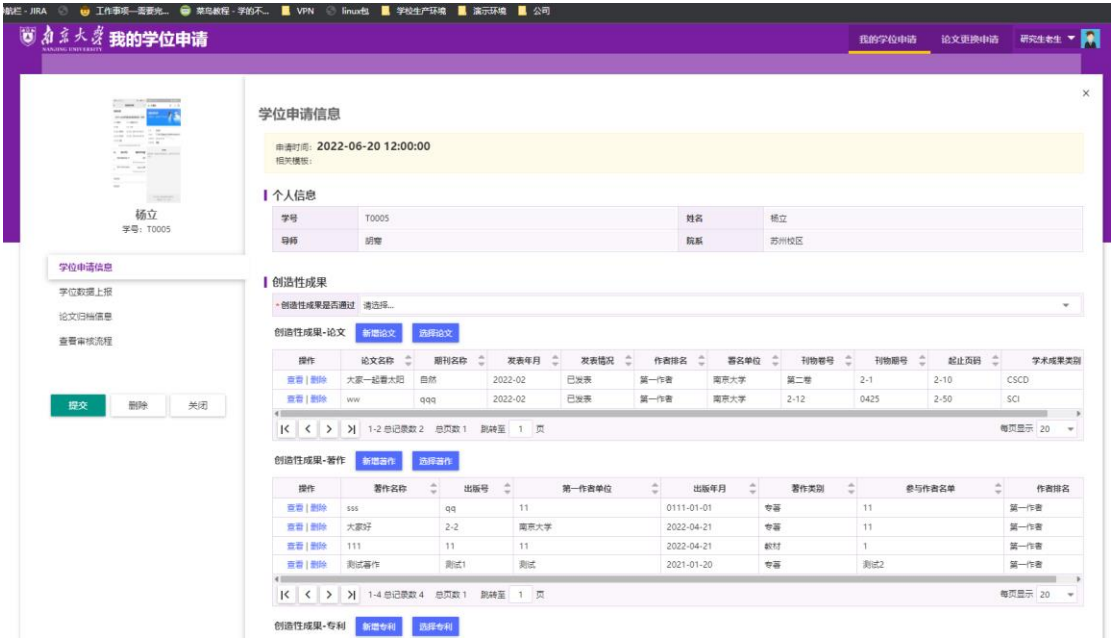 航栏 - JIRA 工作事项—需要完... 菜鸟教程 - 学的不... VPN linux包 学校生产环境 演示环境 公司
南京大学 我的学位申请 我的学位申请 论文更换申请 研究生老生
NANJING UNIVERSITY
×
学位申请信息
申请时间: 2022-06-20 12:00:00
相关模板:
个人信息
学号 T0005 姓名 杨立
导师 院系 苏州校区
杨立
学号: T0005
学位申请信息
学位数据上报
论文归档信息
查看审核流程
提交 删除 关闭
创造性成果
*创造性成果是否通过 请选择...
创造性成果-论文 新增论文 选择论文
操作 论文名称 期刊名称 发表年月 发表情况 作者排名 署名单位 刊物卷号 刊物期号 起止页码 学术成果类别
查看 | 删除 大家一起看太阳 自然 2022-02 已发表 第一作者 南京大学 第二卷 2-1 2-10 CSCD
查看 | 删除 ww qqq 2022-02 已发表 第一作者 南京大学 2-12 0425 2-50 SCI
1-2 总记录数 2 总页数 1 跳转至 1 页 每页显示 20
创造性成果-著作 新增著作 选择著作
操作 著作名称 出版号 第一作者单位 出版年月 著作类别 参与作者名单 作者排名
查看 | 删除 sss qq 11 0111-01-01 专著 11 第一作者
查看 | 删除 大家好 2-2 南京大学 2022-04-21 专著 11 第一作者
查看 | 删除 111 11 11 2022-04-21 教材 1 第一作者
查看 | 删除 测试著作 测试1 测试 2021-01-20 专著 测试2 第一作者
1-4 总记录数 4 总页数 1 跳转至 1 页 每页显示 20
创造性成果-专利 新增专利 选择专利